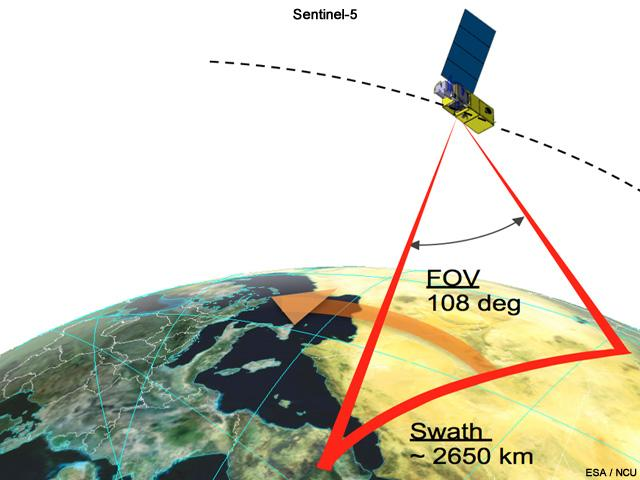 Sentinel-5
FOV
108 deg
Swath
~ 2650 km
ESA / NCU